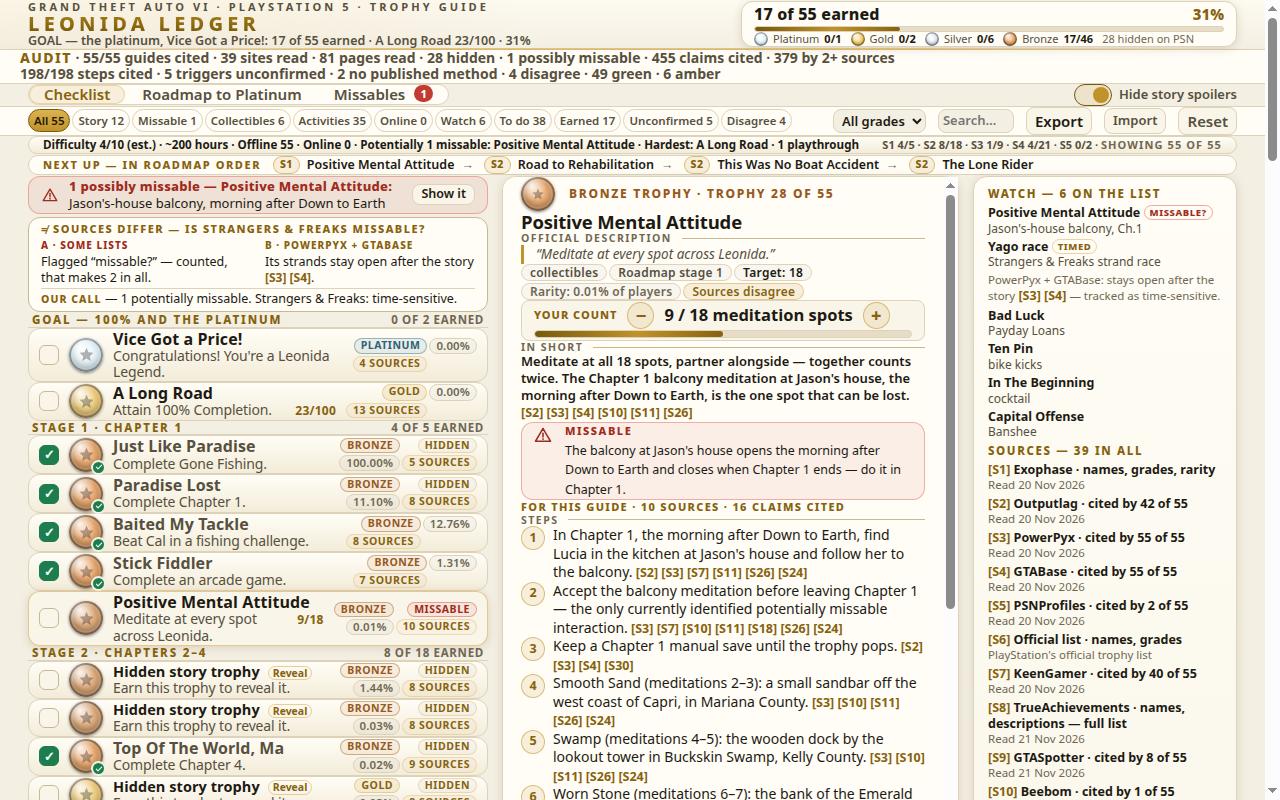 GRAND THEFT AUTO VI · PLAYSTATION 5 · TROPHY GUIDE
LEONIDA LEDGER
GOAL — the platinum, Vice Got a Price!: 17 of 55 earned · A Long Road 23/100 · 31%
17 of 55 earned 31%
Platinum 0/1 Gold 0/2 Silver 0/6 Bronze 17/46 28 hidden on PSN
AUDIT · 55/55 guides cited · 39 sites read · 81 pages read · 28 hidden · 1 possibly missable · 455 claims cited · 379 by 2+ sources
198/198 steps cited · 5 triggers unconfirmed · 2 no published method · 4 disagree · 49 green · 6 amber
Checklist Roadmap to Platinum Missables 1 Hide story spoilers
All 55 Story 12 Missable 1 Collectibles 6 Activities 35 Online 0 Watch 6 To do 38 Earned 17 Unconfirmed 5 Disagree 4 All grades Search... Export Import Reset
Difficulty 4/10 (est.) · ~200 hours · Offline 55 · Online 0 · Potentially 1 missable: Positive Mental Attitude · Hardest: A Long Road · 1 playthrough S1 4/5 · S2 8/18 · S3 1/9 · S4 4/21 · S5 0/2 · SHOWING 55 OF 55
NEXT UP — IN ROADMAP ORDER S1 Positive Mental Attitude → S2 Road to Rehabilitation → S2 This Was No Boat Accident → S2 The Lone Rider
1 possibly missable — Positive Mental Attitude:
Jason's-house balcony, morning after Down to Earth
Show it
≠ SOURCES DIFFER — IS STRANGERS & FREAKS MISSABLE?
A · SOME LISTS
Flagged “missable?” — counted,
that makes 2 in all.
B · POWERPYX + GTABASE
Its strands stay open after the story
[S3] [S4].
OUR CALL — 1 potentially missable. Strangers & Freaks: time-sensitive.
GOAL — 100% AND THE PLATINUM 0 OF 2 EARNED
Vice Got a Price!
Congratulations! You're a Leonida
Legend.
PLATINUM 0.00%
4 SOURCES
A Long Road
Attain 100% Completion. 23/100
GOLD 0.00%
13 SOURCES
STAGE 1 · CHAPTER 1 4 OF 5 EARNED
Just Like Paradise
Complete Gone Fishing.
BRONZE HIDDEN
100.00% 5 SOURCES
Paradise Lost
Complete Chapter 1.
BRONZE HIDDEN
11.10% 8 SOURCES
Baited My Tackle
Beat Cal in a fishing challenge.
BRONZE 12.76%
8 SOURCES
Stick Fiddler
Complete an arcade game.
BRONZE 1.31%
7 SOURCES
Positive Mental Attitude
Meditate at every spot
across Leonida.
9/18
BRONZE MISSABLE
0.01% 10 SOURCES
STAGE 2 · CHAPTERS 2–4 8 OF 18 EARNED
Hidden story trophy Reveal
Earn this trophy to reveal it.
BRONZE HIDDEN
1.44% 8 SOURCES
Hidden story trophy Reveal
Earn this trophy to reveal it.
BRONZE HIDDEN
0.03% 8 SOURCES
Top Of The World, Ma
Complete Chapter 4.
BRONZE HIDDEN
0.02% 9 SOURCES
Hidden story trophy Reveal
GOLD HIDDEN
BRONZE TROPHY · TROPHY 28 OF 55
Positive Mental Attitude
OFFICIAL DESCRIPTION
“Meditate at every spot across Leonida.”
collectibles Roadmap stage 1 Target: 18
Rarity: 0.01% of players Sources disagree
YOUR COUNT − 9 / 18 meditation spots +
IN SHORT
Meditate at all 18 spots, partner alongside — together counts
twice. The Chapter 1 balcony meditation at Jason's house, the
morning after Down to Earth, is the one spot that can be lost.
[S2] [S3] [S4] [S10] [S11] [S26]
MISSABLE
The balcony at Jason's house opens the morning after
Down to Earth and closes when Chapter 1 ends — do it in
Chapter 1.
FOR THIS GUIDE · 10 SOURCES · 16 CLAIMS CITED
STEPS
1 In Chapter 1, the morning after Down to Earth, find
Lucia in the kitchen at Jason's house and follow her to
the balcony. [S2] [S3] [S7] [S11] [S26] [S24]
2 Accept the balcony meditation before leaving Chapter 1
— the only currently identified potentially missable
interaction. [S3] [S7] [S10] [S11] [S18] [S26] [S24]
3 Keep a Chapter 1 manual save until the trophy pops. [S2]
[S3] [S4] [S30]
4 Smooth Sand (meditations 2–3): a small sandbar off the
west coast of Capri, in Mariana County. [S3] [S10] [S11]
[S26] [S24]
5 Swamp (meditations 4–5): the wooden dock by the
lookout tower in Buckskin Swamp, Kelly County. [S3] [S10]
[S11] [S26] [S24]
6 Worn Stone (meditations 6–7): the bank of the Emerald
WATCH — 6 ON THE LIST
Positive Mental Attitude MISSABLE?
Jason's-house balcony, Ch.1
Yago race TIMED
Strangers & Freaks strand race
PowerPyx + GTABase: stays open after the
story [S3] [S4] — tracked as time-sensitive.
Bad Luck
Payday Loans
Ten Pin
bike kicks
In The Beginning
cocktail
Capital Offense
Banshee
SOURCES — 39 IN ALL
[S1] Exophase · names, grades, rarity
Read 20 Nov 2026
[S2] Outputlag · cited by 42 of 55
Read 20 Nov 2026
[S3] PowerPyx · cited by 55 of 55
Read 20 Nov 2026
[S4] GTABase · cited by 55 of 55
Read 20 Nov 2026
[S5] PSNProfiles · cited by 2 of 55
Read 20 Nov 2026
[S6] Official list · names, grades
PlayStation's official trophy list
[S7] KeenGamer · cited by 40 of 55
Read 20 Nov 2026
[S8] TrueAchievements · names,
descriptions — full list
Read 21 Nov 2026
[S9] GTASpotter · cited by 8 of 55
Read 21 Nov 2026
[S10] Beebom · cited by 1 of 55